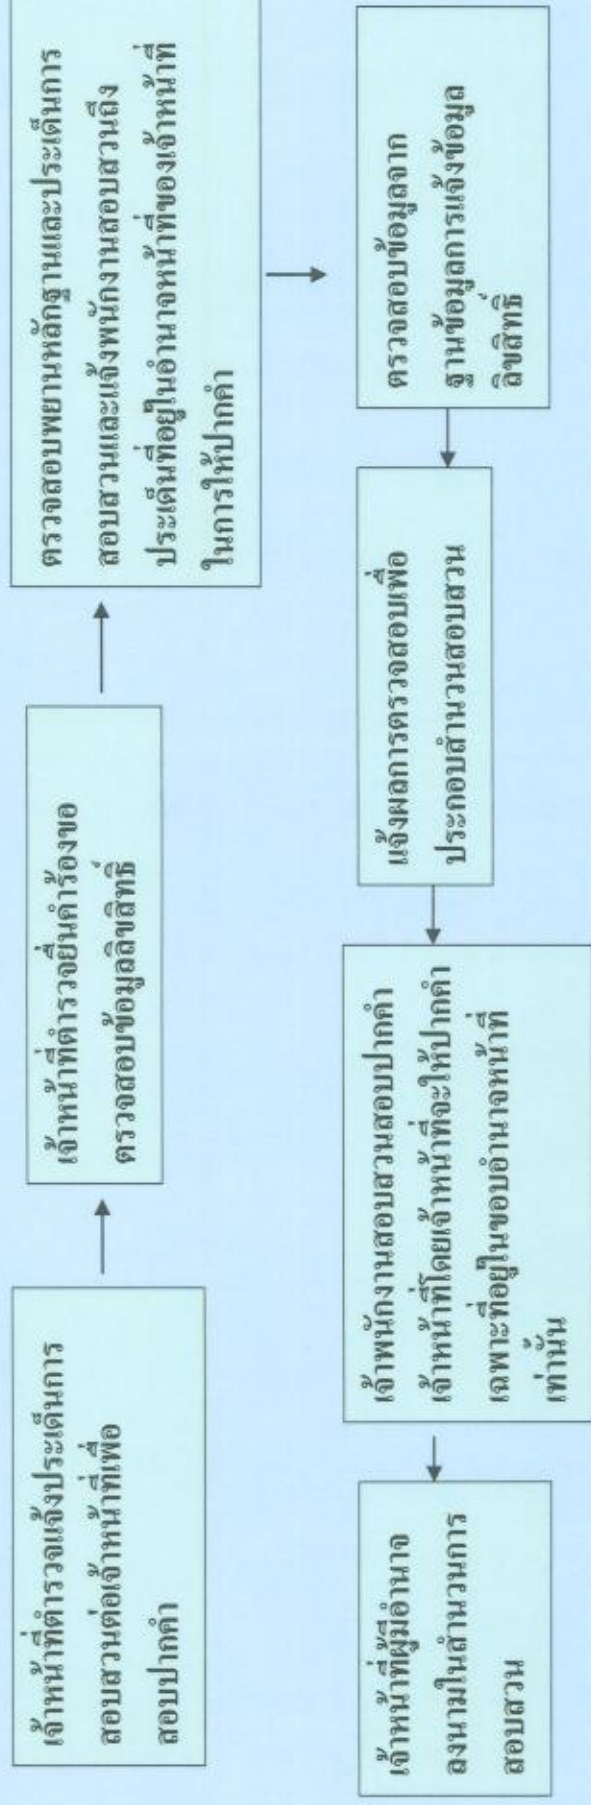 เจ้าหน้าที่ตำรวจแจ้งประเด็นการ
สอบสวนต่อเจ้าหน้าที่เพื่อ
สอบปากคำ
เจ้าหน้าที่ตำรวจยื่นคำร้องขอ
ตรวจสอบข้อมูลลิขสิทธิ์
ตรวจสอบพยานหลักฐานและประเด็นการ
สอบสวนและแจ้งพนักงานสอบสวนถึง
ประเด็นที่อยู่ในอำนาจหน้าที่ของเจ้าหน้าที่
ในการให้ปากคำ
ตรวจสอบข้อมูลจาก
ฐานข้อมูลการแจ้งข้อมูล
ลิขสิทธิ์
แจ้งผลการตรวจสอบเพื่อ
ประกอบสำนวนสอบสวน
เจ้าพนักงานสอบสวนสอบปากคำ
เจ้าหน้าที่โดยเจ้าหน้าที่จะให้ปากคำ
เฉพาะที่อยู่ในขอบอำนาจหน้าที่
เท่านั้น
เจ้าหน้าที่ผู้มีอำนาจ
ลงนามในสำนวนการ
สอบสวน